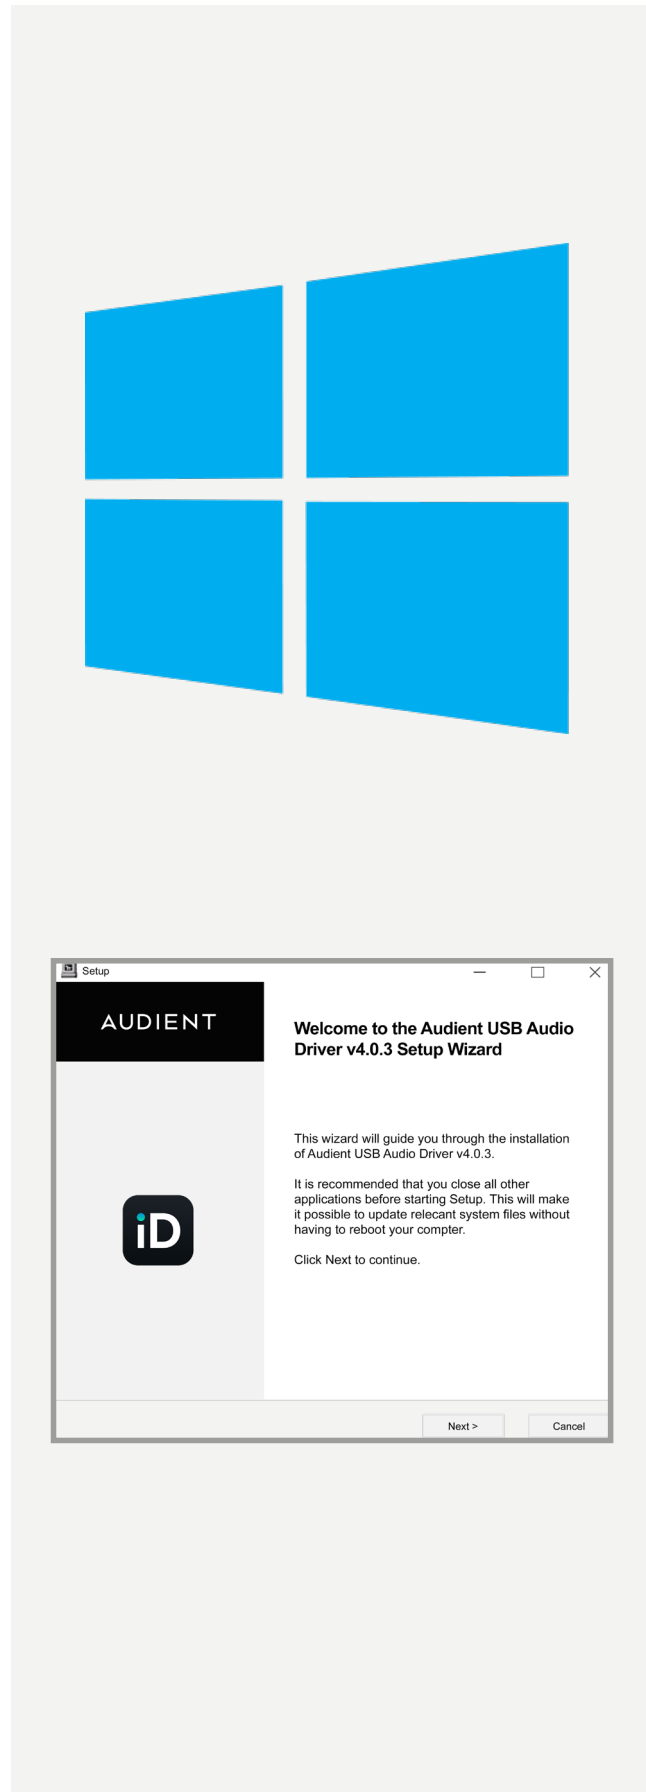 Setup
AUDIENT
Welcome to the Audient USB Audio
Driver v4.0.3 Setup Wizard
This wizard will guide you through the installation
of Audient USB Audio Driver v4.0.3.
It is recommended that you close all other
applications before starting Setup. This will make
it possible to update relecant system files without
having to reboot your compter.
Click Next to continue.
iD
Next >
Cancel